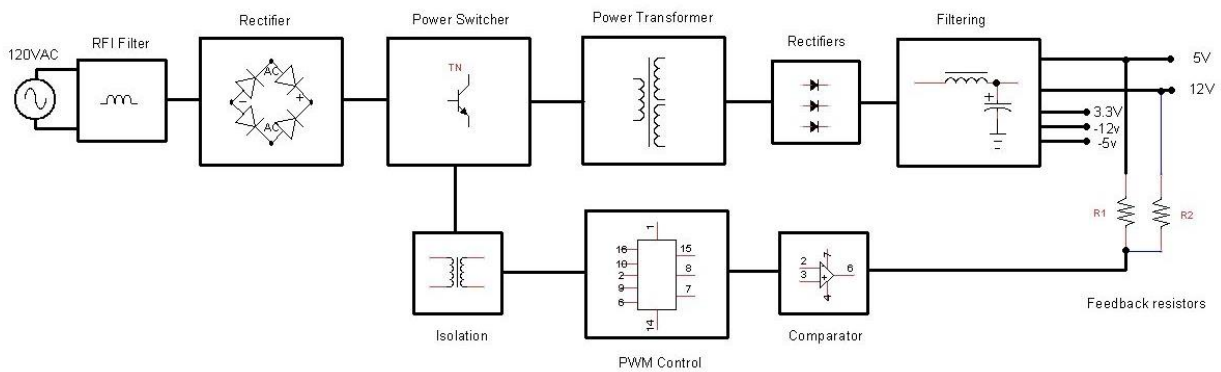 Rectifier
Power Switcher
Power Transformer
Filtering
RFI Filter
Rectifiers
120VAC
AC
- +
AC
TN
+
5V
12V
3.3V
-12v
-5v
R1
R2
1
16
10
2
9
6
15
8
7
14
2
3
7
+
6
4
Feedback resistors
Isolation
PWM Control
Comparator